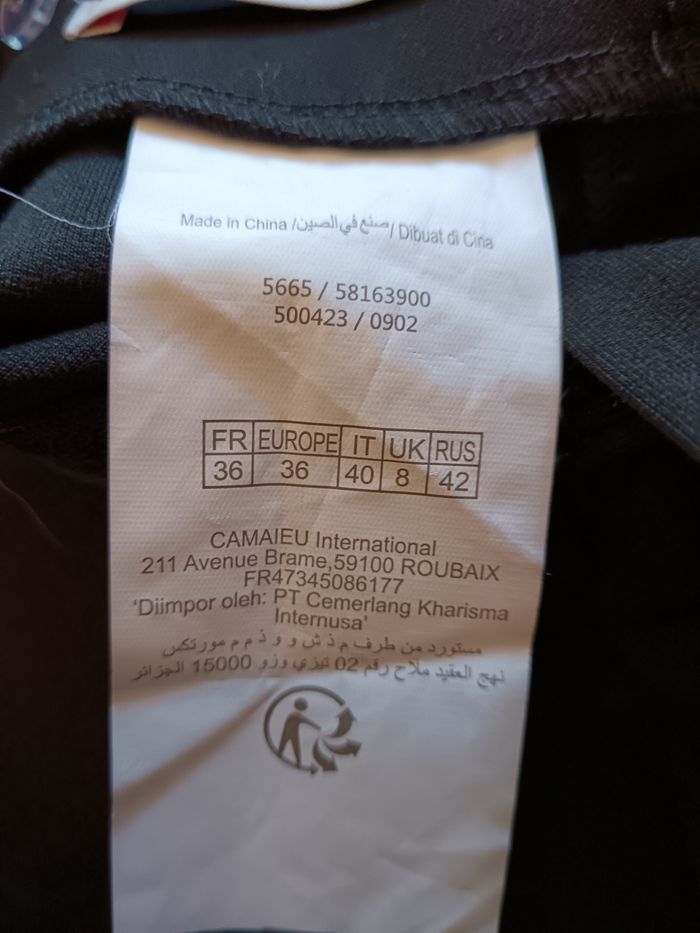 Made in China / صنع في الصين / Dibuat di Cina
5665 / 58163900
500423 / 0902
FR EUROPE IT UK RUS
36 36 40 8 42
CAMAIEU International
211 Avenue Brame,59100 ROUBAIX
FR47345086177
'Diimpor oleh: PT Cemerlang Kharisma
Internusa'
مستورد من طرف م ذ ش و و ذ م م مورتكس
نهج العقيد ملاح رقم 02 تيزي وزو 15000 الجزائر